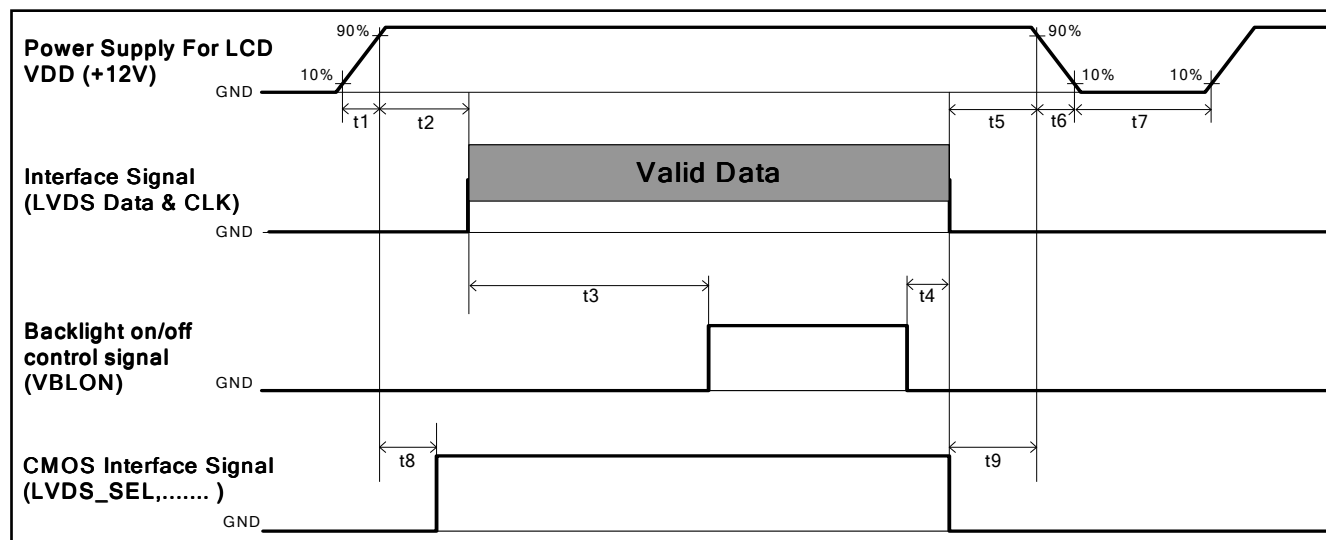 Power Supply For LCD
VDD (+12V)
90%
10%
GND
90%
10%
10%
t1
t2
t5
t6
t7
Interface Signal
(LVDS Data & CLK)
Valid Data
GND
t3
t4
Backlight on/off
control signal
(VBLON)
GND
CMOS Interface Signal
(LVDS_SEL,....... )
t8
t9
GND